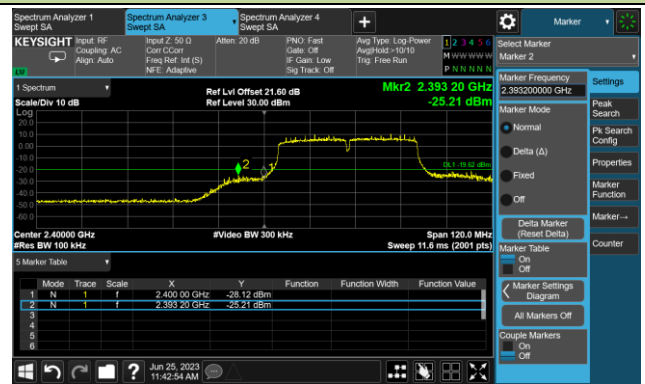 Spectrum Analyzer 1
Swept SA
Spectrum Analyzer 3
Swept SA
Spectrum Analyzer 4
Swept SA
+
Marker
KEYSIGHT
Input: RF
Coupling: AC
Align: Auto
Input Z: 50 Ω
Corr CCorr
Freq Ref: Int (S)
NFE: Adaptive
Atten: 20 dB
PNO: Fast
Gate: Off
IF Gain: Low
Sig Track: Off
Avg Type: Log-Power
Avg|Hold:>10/10
Trig: Free Run
1 2 3 4 5 6
M W W W W W
P N N N N N
LW
Select Marker
Marker 2
Marker Frequency
2.393200000 GHz
Settings
1 Spectrum
Scale/Div 10 dB
Ref Lvl Offset 21.60 dB
Ref Level 30.00 dBm
Mkr2 2.393 20 GHz
-25.21 dBm
Log
20.0
10.0
0.00
-10.0
-20.0
-30.0
-40.0
-50.0
-60.0
2
1
DL1 -19.62 dBm
Center 2.40000 GHz
#Res BW 100 kHz
#Video BW 300 kHz
Span 120.0 MHz
Sweep 11.6 ms (2001 pts)
Marker Mode
Normal
Delta (Δ)
Fixed
Off
Delta Marker
(Reset Delta)
Marker Table
On
Off
Marker Settings
Diagram
All Markers Off
Couple Markers
On
Off
Peak
Search
Pk Search
Config
Properties
Marker
Function
Marker→
Counter
5 Marker Table
Mode Trace Scale X Y Function Function Width Function Value
1 N 1 f 2.400 00 GHz -28.12 dBm
2 N 1 f 2.393 20 GHz -25.21 dBm
3
4
5
6
?
Jun 25, 2023
11:42:54 AM